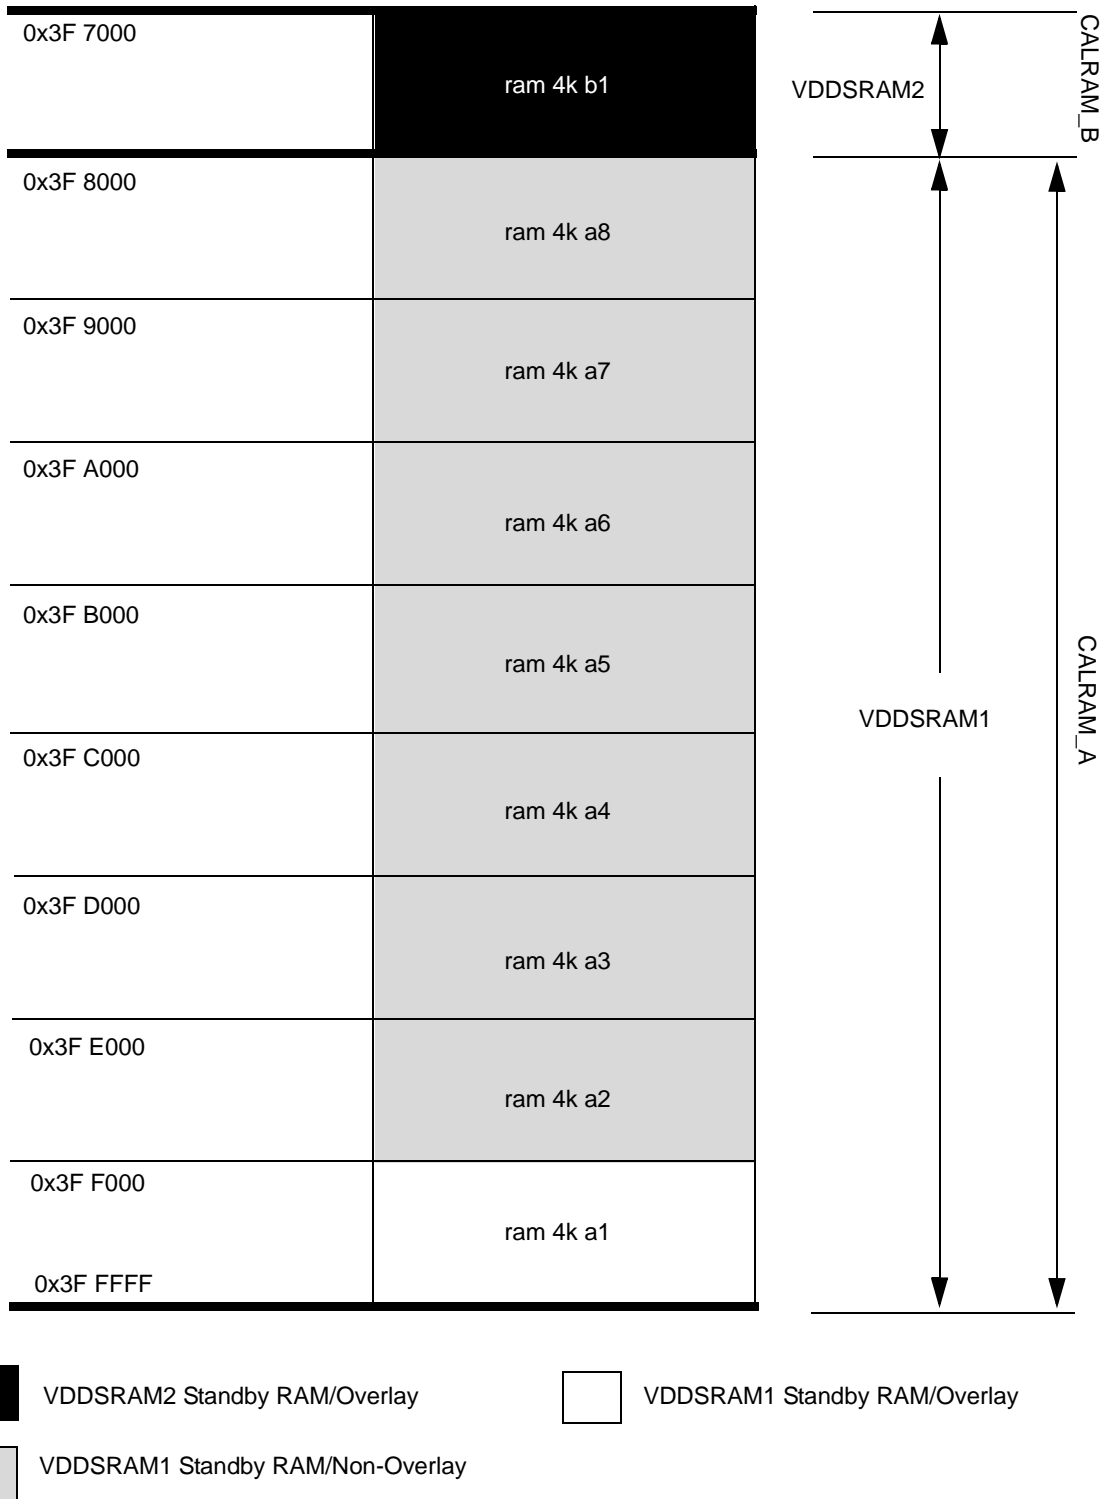 0x3F 7000
ram 4k b1
VDDSRAM2
CALRAM_B
0x3F 8000
ram 4k a8
0x3F 9000
ram 4k a7
0x3F A000
ram 4k a6
0x3F B000
ram 4k a5
VDDSRAM1
CALRAM_A
0x3F C000
ram 4k a4
0x3F D000
ram 4k a3
0x3F E000
ram 4k a2
0x3F F000
ram 4k a1
0x3F FFFF
VDDSRAM2 Standby RAM/Overlay
VDDSRAM1 Standby RAM/Overlay
VDDSRAM1 Standby RAM/Non-Overlay